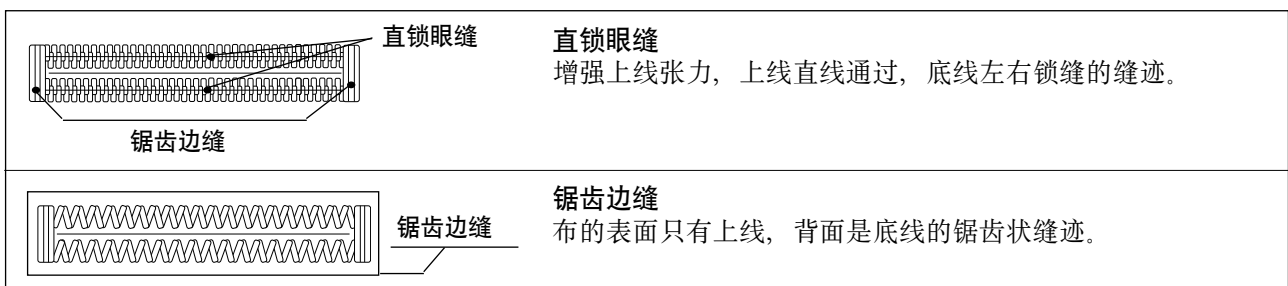 直锁眼缝
锯齿边缝
直锁眼缝
增强上线张力，上线直线通过，底线左右锁缝的缝迹。
锯齿边缝
锯齿边缝
布的表面只有上线，背面是底线的锯齿状缝迹。